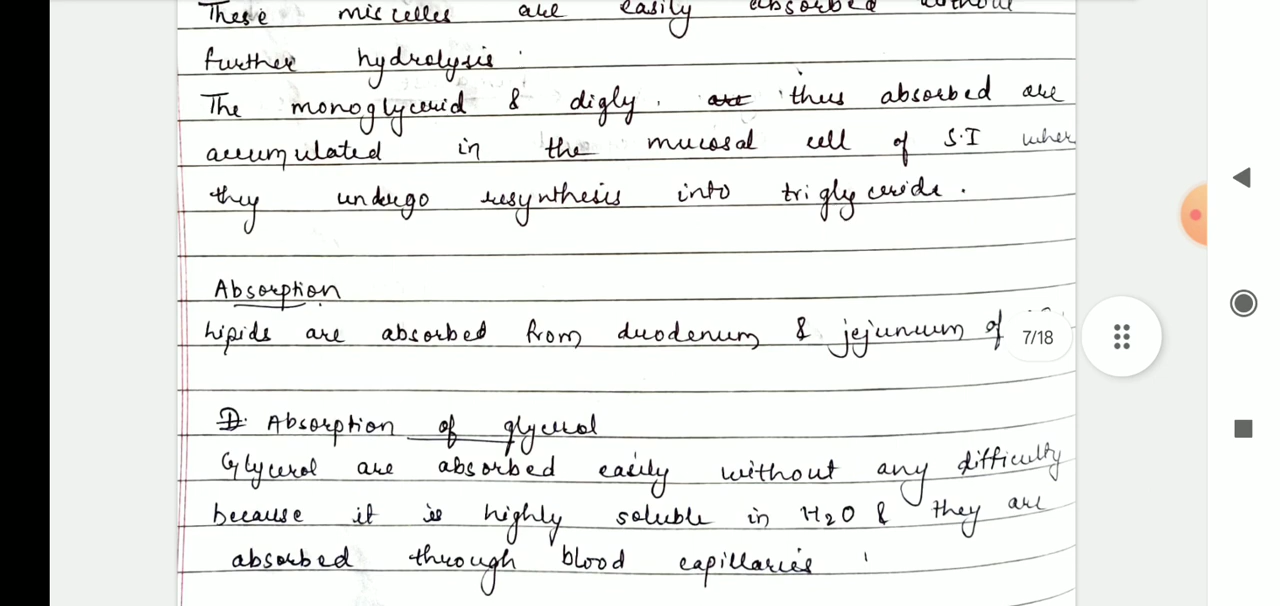 These miscelles are easily absorbed without
further hydrolysis.
The monoglycerid & digly. are thus absorbed are
accumulated in the mucosal cell of S.I wher
they undergo resynthesis into triglyceride.
Absorption
Lipids are absorbed from duodenum & jejunum of
7/18
I. Absorption of glycerol
Glycerol are absorbed easily without any difficulty
because it is highly soluble in H2O & they are
absorbed through blood capillaries